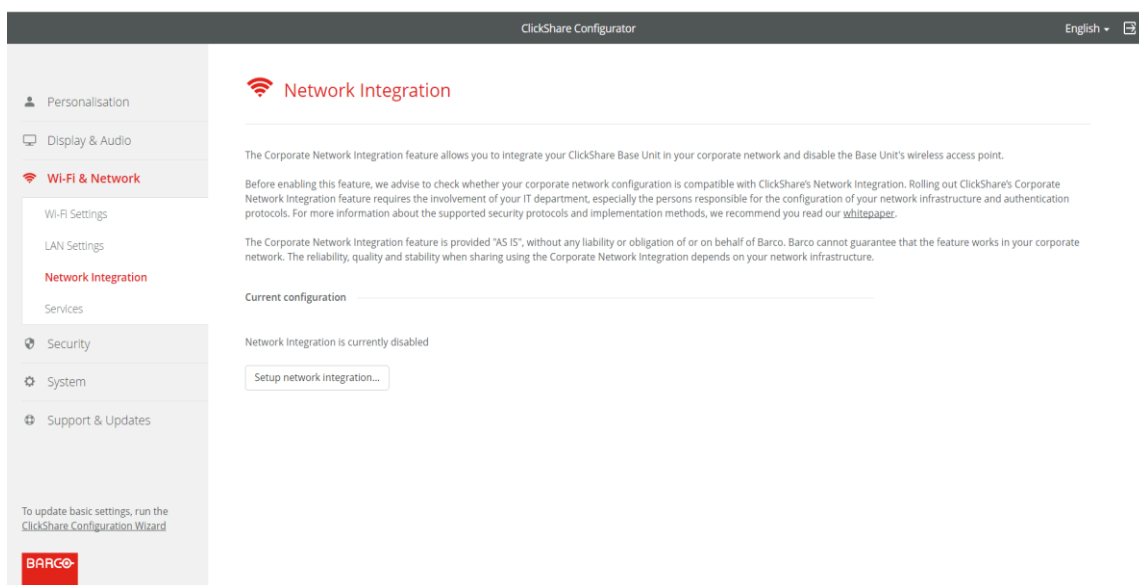 ClickShare Configurator
English
Personalisation
Display & Audio
Wi-Fi & Network
Wi-Fi Settings
LAN Settings
Network Integration
Services
Security
System
Support & Updates
To update basic settings, run the
ClickShare Configuration Wizard
BARCO
Network Integration
The Corporate Network Integration feature allows you to integrate your ClickShare Base Unit in your corporate network and disable the Base Unit's wireless access point.
Before enabling this feature, we advise to check whether your corporate network configuration is compatible with ClickShare's Network Integration. Rolling out ClickShare's Corporate
Network Integration feature requires the involvement of your IT department, especially the persons responsible for the configuration of your network infrastructure and authentication
protocols. For more information about the supported security protocols and implementation methods, we recommend you read our whitepaper.
The Corporate Network Integration feature is provided "AS IS", without any liability or obligation of or on behalf of Barco. Barco cannot guarantee that the feature works in your corporate
network. The reliability, quality and stability when sharing using the Corporate Network Integration depends on your network infrastructure.
Current configuration
Network Integration is currently disabled
Setup network integration...